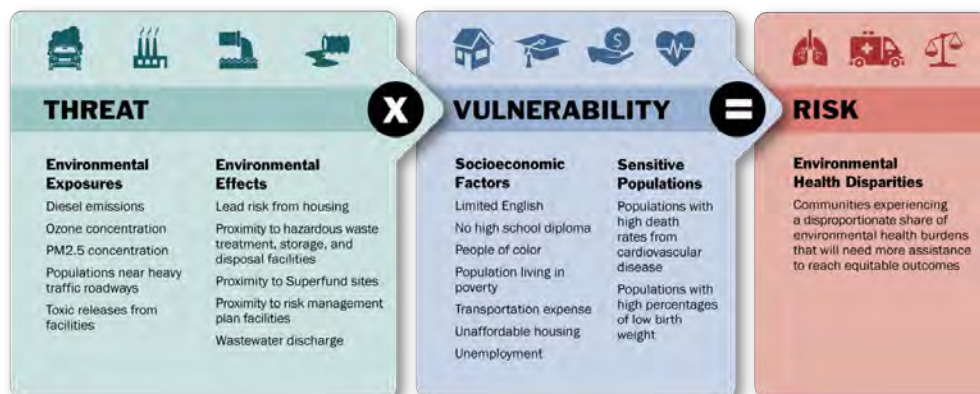 THREAT
X
VULNERABILITY
=
RISK
Environmental
Exposures
Diesel emissions
Ozone concentration
PM2.5 concentration
Populations near heavy
traffic roadways
Toxic releases from
facilities
Environmental
Effects
Lead risk from housing
Proximity to hazardous waste
treatment, storage, and
disposal facilities
Proximity to Superfund sites
Proximity to risk management
plan facilities
Wastewater discharge
Socioeconomic
Factors
Limited English
No high school diploma
People of color
Population living in
poverty
Transportation expense
Unaffordable housing
Unemployment
Sensitive
Populations
Populations with
high death
rates from
cardiovascular
disease
Populations with
high percentages
of low birth
weight
Environmental
Health Disparities
Communities experiencing
a disproportionate share of
environmental health burdens
that will need more assistance
to reach equitable outcomes